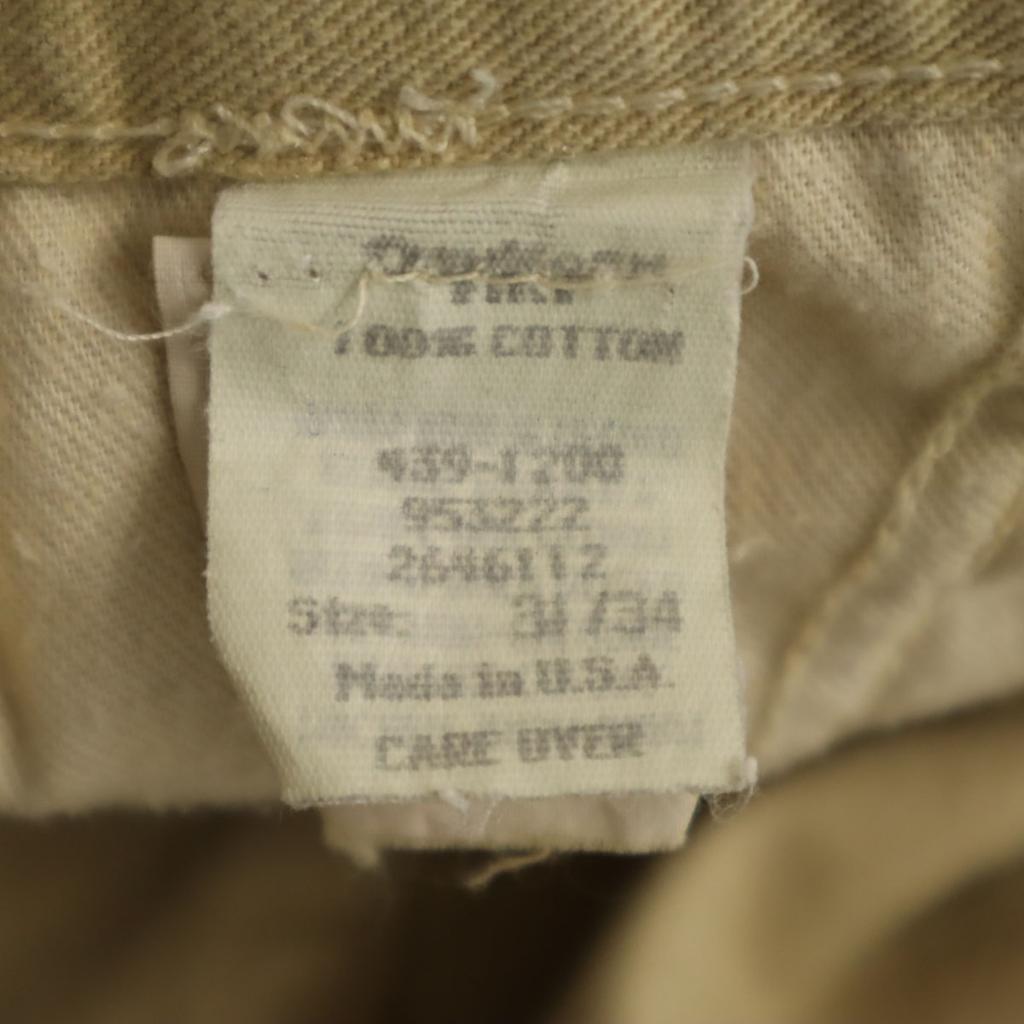 100% COTTON
439-1200
953222
2646112
Size: 31/34
Made in U.S.A.
CARE OVER